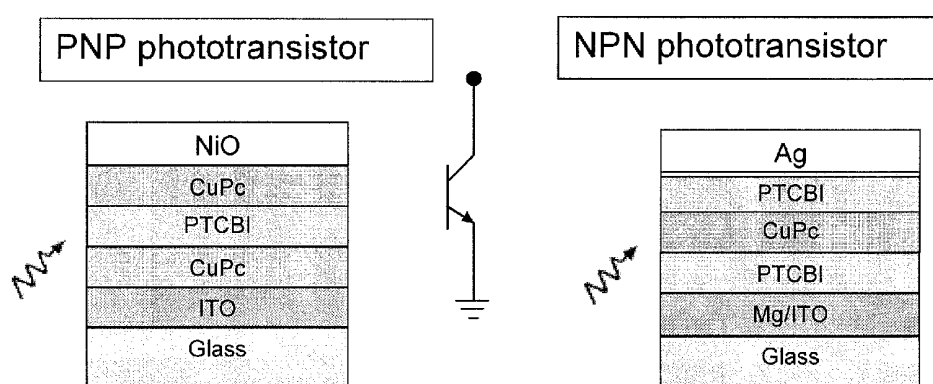 PNP phototransistor
NiO
CuPc
PTCBI
CuPc
ITO
Glass
NPN phototransistor
Ag
PTCBI
CuPc
PTCBI
Mg/ITO
Glass